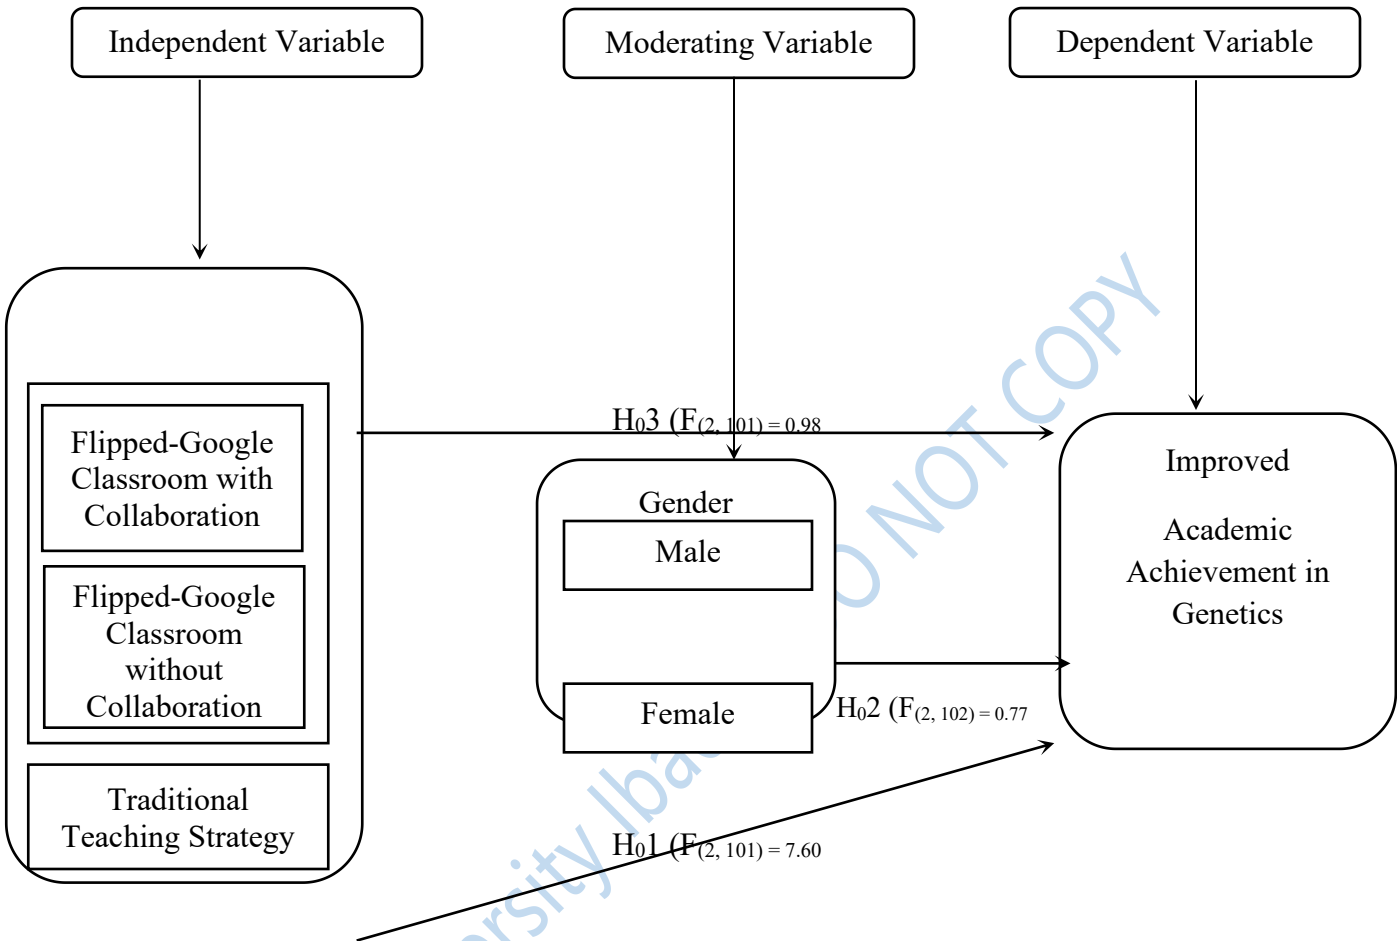 Independent Variable
Moderating Variable
Dependent Variable
H₀3 (F(2, 101) = 0.98
Flipped-Google
Classroom with
Collaboration
Flipped-Google
Classroom
without
Collaboration
Traditional
Teaching Strategy
Gender
Male
Female
Improved
Academic
Achievement in
Genetics
H₀2 (F(2, 102) = 0.77
H₀1 (F(2, 101) = 7.60
NOT COPY